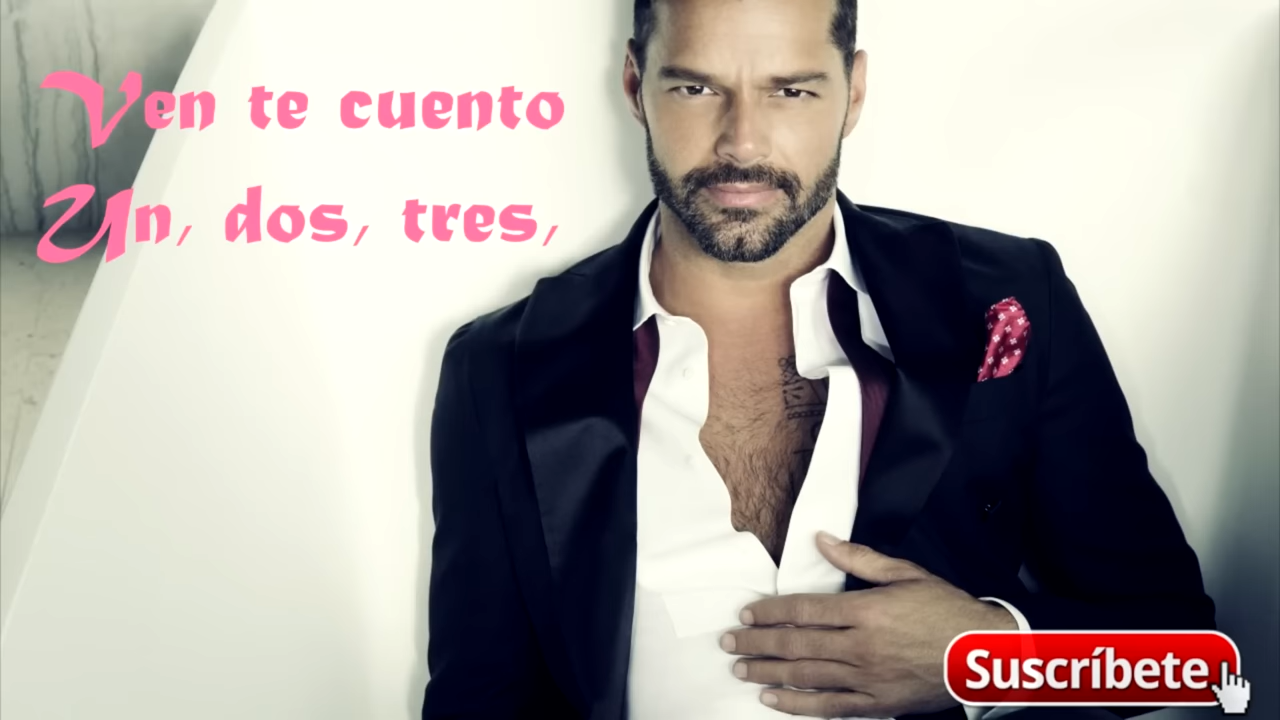 Ven te cuento
Un, dos, tres,
Suscríbete